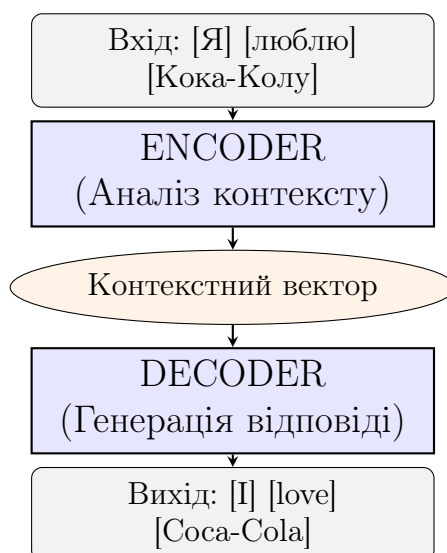 Вхід: [Я] [люблю]
[Кока-Колу]
ENCODER
(Аналіз контексту)
Контекстний вектор
DECODER
(Генерація відповіді)
Вихід: [I] [love]
[Coca-Cola]